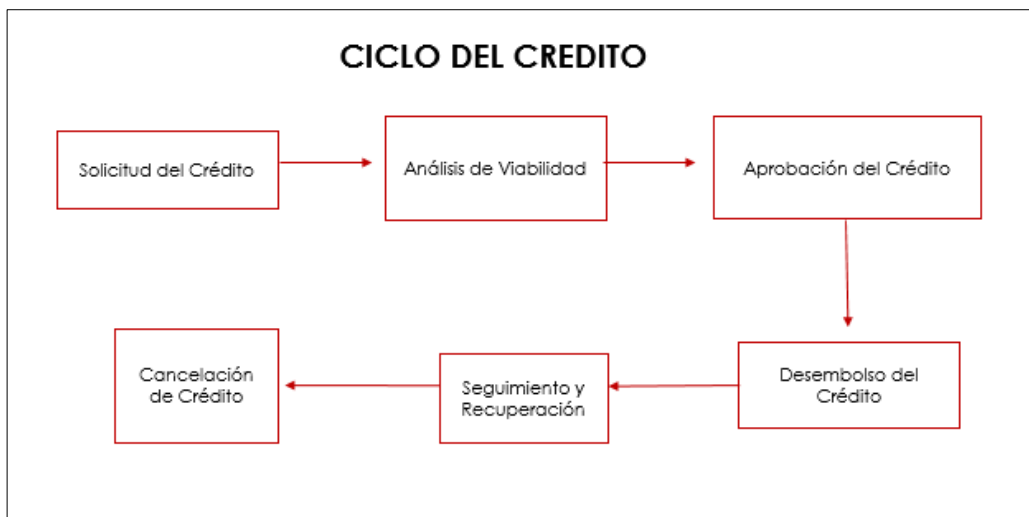 CICLO DEL CREDITO
Solicitud del Crédito
Análisis de Viabilidad
Aprobación del Crédito
Desembolso del
Crédito
Seguimiento y
Recuperación
Cancelación
de Crédito